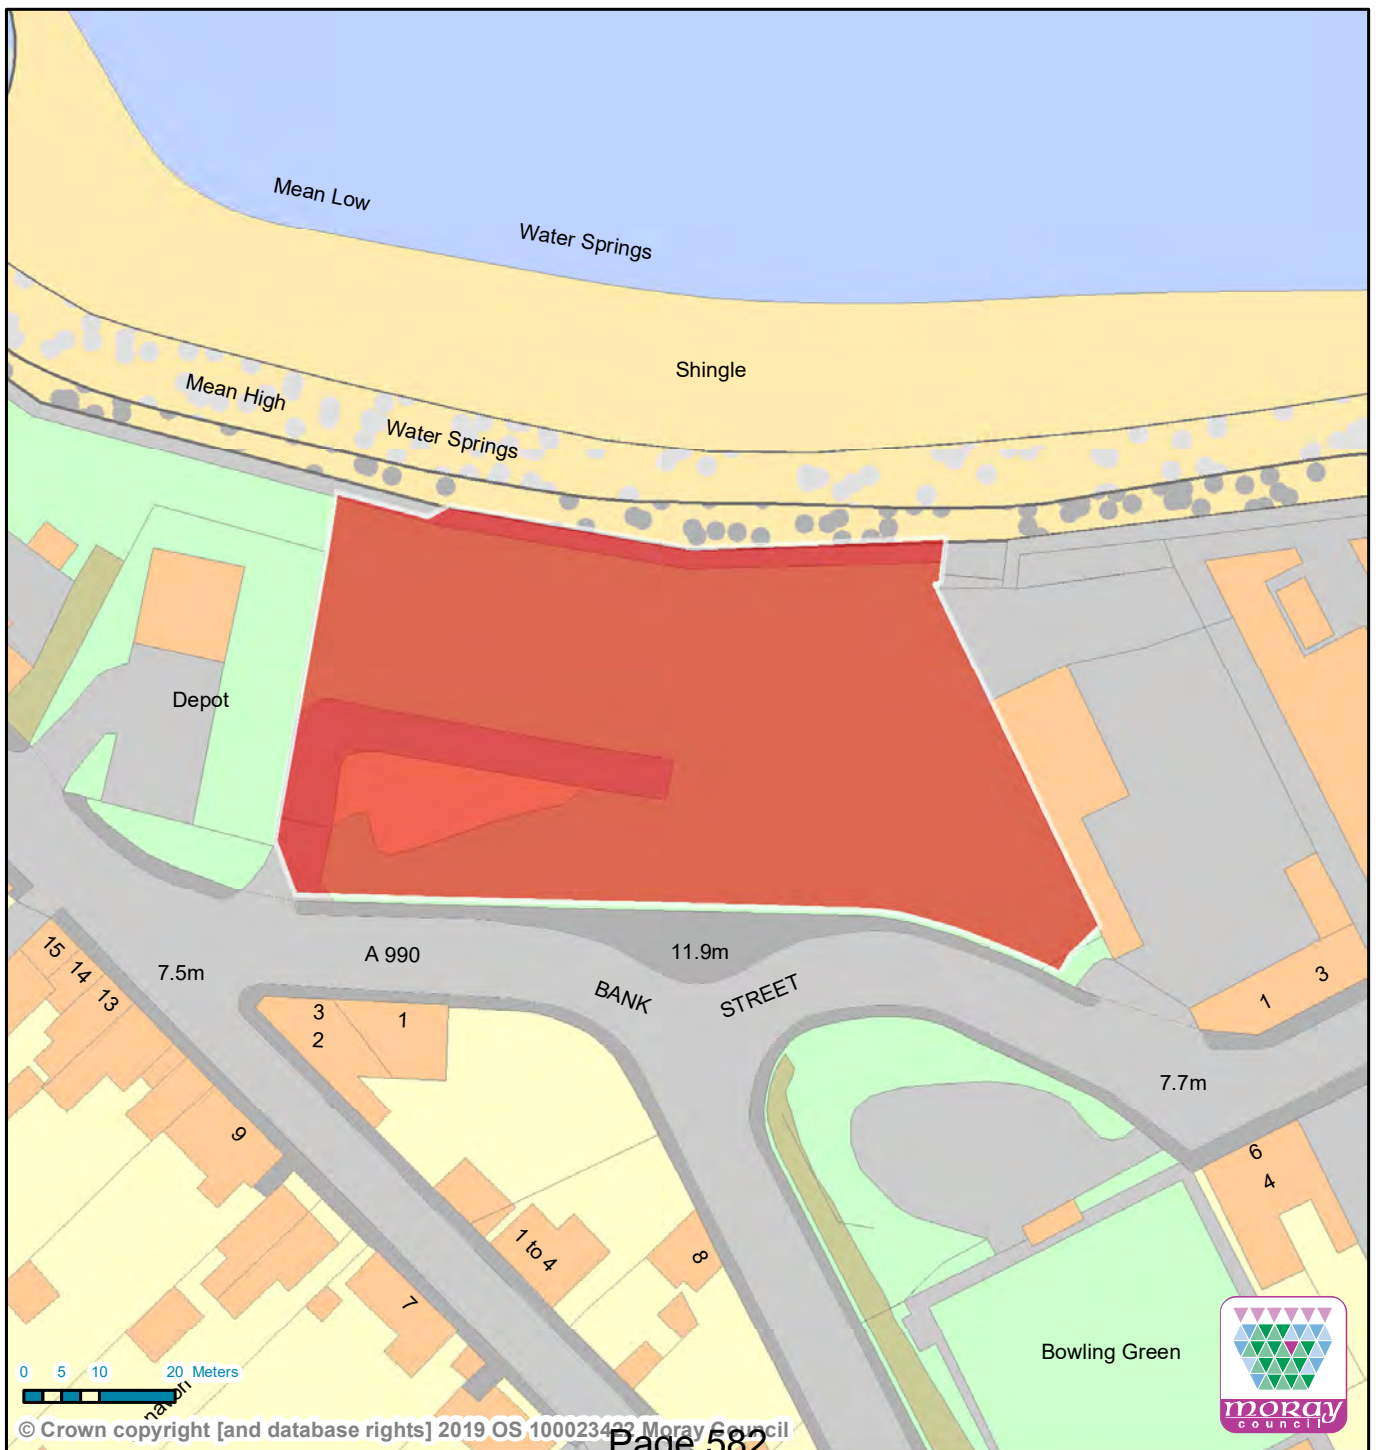 Mean Low
Water Springs
Shingle
Mean High
Water Springs
Depot
A 990
11.9m
7.5m
BANK STREET
15
14
13
3
2
1
1
3
7.7m
9
6
4
1 to 4
8
7
Bowling Green
0 5 10 20 Meters
moray
council
© Crown copyright [and database rights] 2019 OS 100023422 Moray Council
Page 582